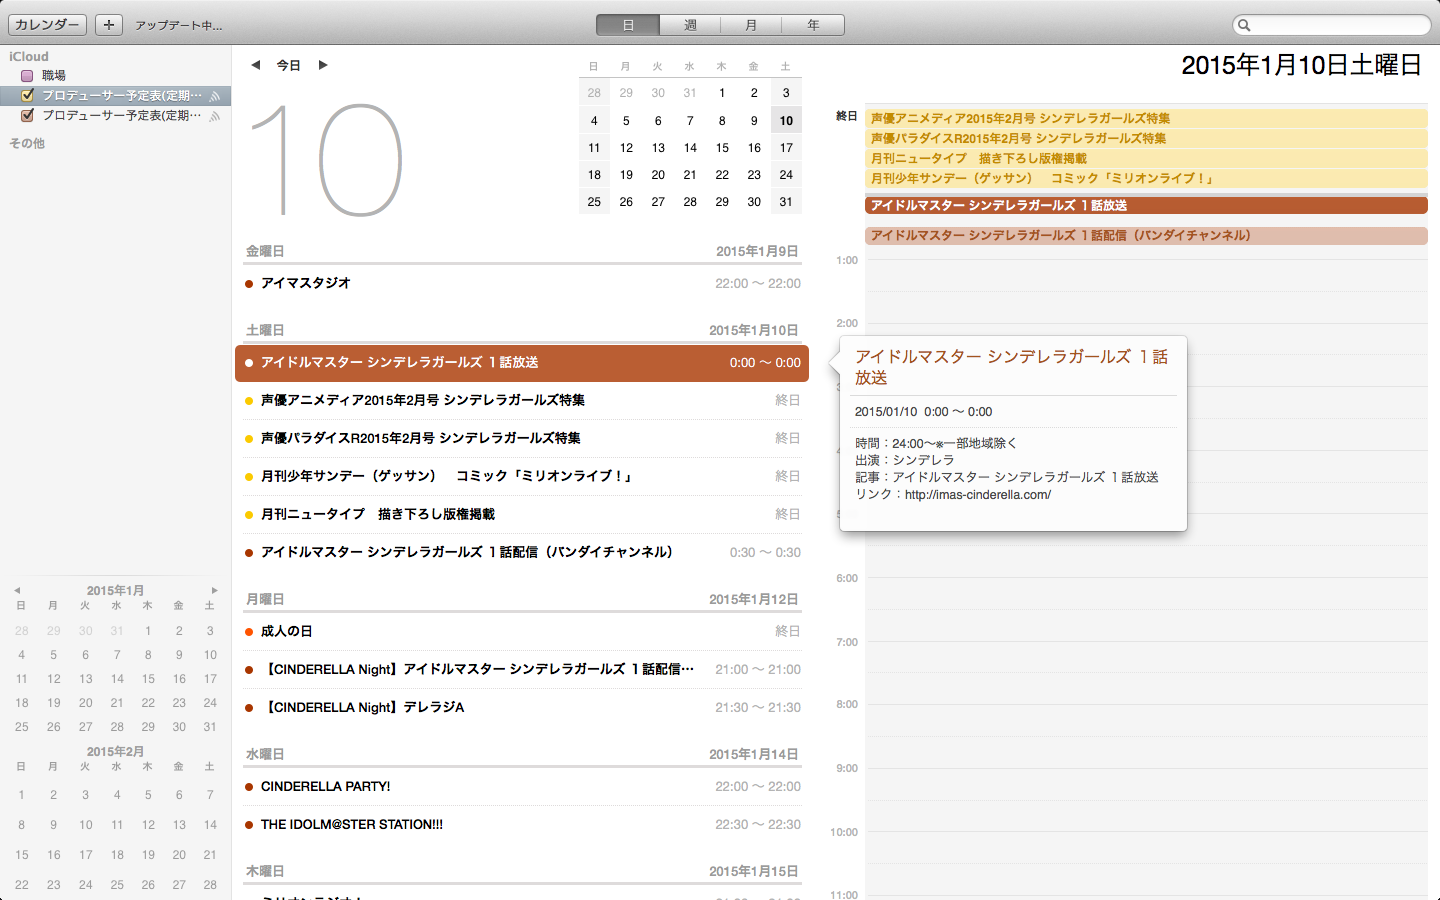 カレンダー
+
アップデート中...
日 週 月 年
iCloud
職場
プロデューサー予定表(定期…
プロデューサー予定表(定期…
その他
2015年1月
日 月 火 水 木 金 土
28 29 30 31 1 2 3
4 5 6 7 8 9 10
11 12 13 14 15 16 17
18 19 20 21 22 23 24
25 26 27 28 29 30 31
2015年2月
日 月 火 水 木 金 土
1 2 3 4 5 6 7
8 9 10 11 12 13 14
15 16 17 18 19 20 21
22 23 24 25 26 27 28
今日
10
日 月 火 水 木 金 土
28 29 30 31 1 2 3
4 5 6 7 8 9 10
11 12 13 14 15 16 17
18 19 20 21 22 23 24
25 26 27 28 29 30 31
金曜日 2015年1月9日
アイマスタジオ 22:00 〜 22:00
土曜日 2015年1月10日
アイドルマスター シンデレラガールズ 1話放送 0:00 〜 0:00
声優アニメディア2015年2月号 シンデレラガールズ特集 終日
声優パラダイスR2015年2月号 シンデレラガールズ特集 終日
月刊少年サンデー（ゲッサン） コミック「ミリオンライブ！」 終日
月刊ニュータイプ 描き下ろし版権掲載 終日
アイドルマスター シンデレラガールズ 1話配信（バンダイチャンネル） 0:30 〜 0:30
月曜日 2015年1月12日
成人の日 終日
【CINDERELLA Night】アイドルマスター シンデレラガールズ 1話配信… 21:00 〜 21:00
【CINDERELLA Night】デレラジA 21:30 〜 21:30
水曜日 2015年1月14日
CINDERELLA PARTY! 22:00 〜 22:00
THE IDOLM@STER STATION!!! 22:30 〜 22:30
木曜日 2015年1月15日
2015年1月10日土曜日
終日
声優アニメディア2015年2月号 シンデレラガールズ特集
声優パラダイスR2015年2月号 シンデレラガールズ特集
月刊ニュータイプ 描き下ろし版権掲載
月刊少年サンデー（ゲッサン） コミック「ミリオンライブ！」
アイドルマスター シンデレラガールズ 1話放送
アイドルマスター シンデレラガールズ 1話配信（バンダイチャンネル）
1:00
2:00
アイドルマスター シンデレラガールズ 1話
放送
2015/01/10 0:00 〜 0:00
時間：24:00〜※一部地域除く
出演：シンデレラ
記事：アイドルマスター シンデレラガールズ 1話放送
リンク：http://imas-cinderella.com/
6:00
7:00
8:00
9:00
10:00
11:00